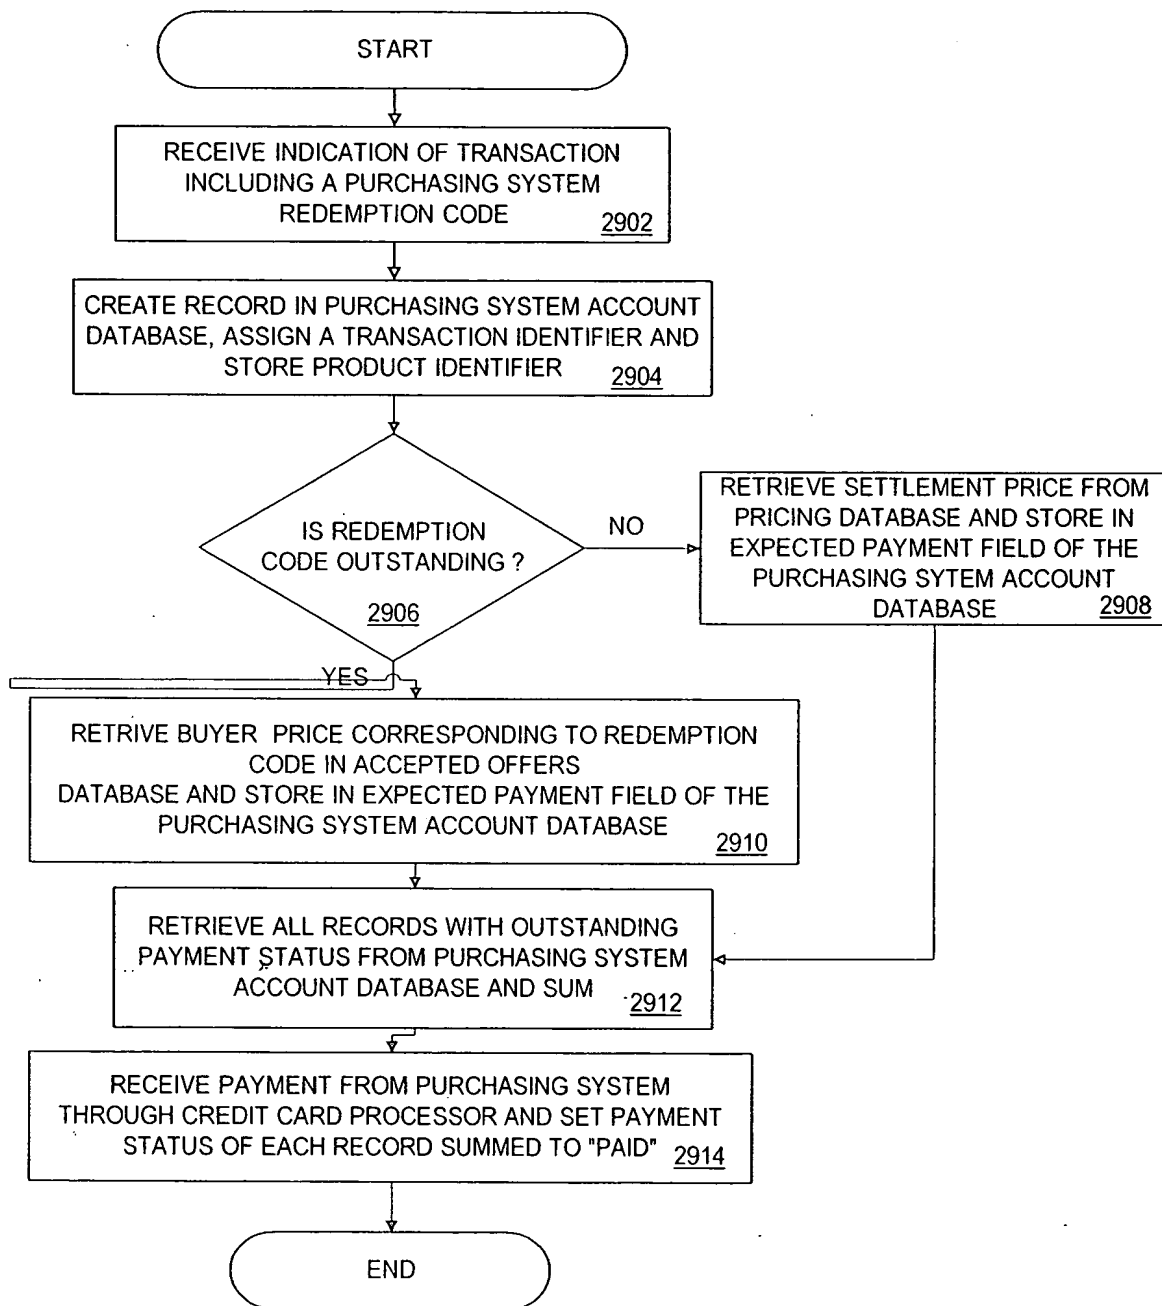 START
RECEIVE INDICATION OF TRANSACTION
INCLUDING A PURCHASING SYSTEM
REDEMPTION CODE
2902
CREATE RECORD IN PURCHASING SYSTEM ACCOUNT
DATABASE, ASSIGN A TRANSACTION IDENTIFIER AND
STORE PRODUCT IDENTIFIER
2904
IS REDEMPTION
CODE OUTSTANDING ?
2906
NO
RETRIEVE SETTLEMENT PRICE FROM
PRICING DATABASE AND STORE IN
EXPECTED PAYMENT FIELD OF THE
PURCHASING SYTEM ACCOUNT
DATABASE
2908
YES
RETRIVE BUYER PRICE CORRESPONDING TO REDEMPTION
CODE IN ACCEPTED OFFERS
DATABASE AND STORE IN EXPECTED PAYMENT FIELD OF THE
PURCHASING SYSTEM ACCOUNT DATABASE
2910
RETRIEVE ALL RECORDS WITH OUTSTANDING
PAYMENT STATUS FROM PURCHASING SYSTEM
ACCOUNT DATABASE AND SUM
2912
RECEIVE PAYMENT FROM PURCHASING SYSTEM
THROUGH CREDIT CARD PROCESSOR AND SET PAYMENT
STATUS OF EACH RECORD SUMMED TO "PAID"
2914
END